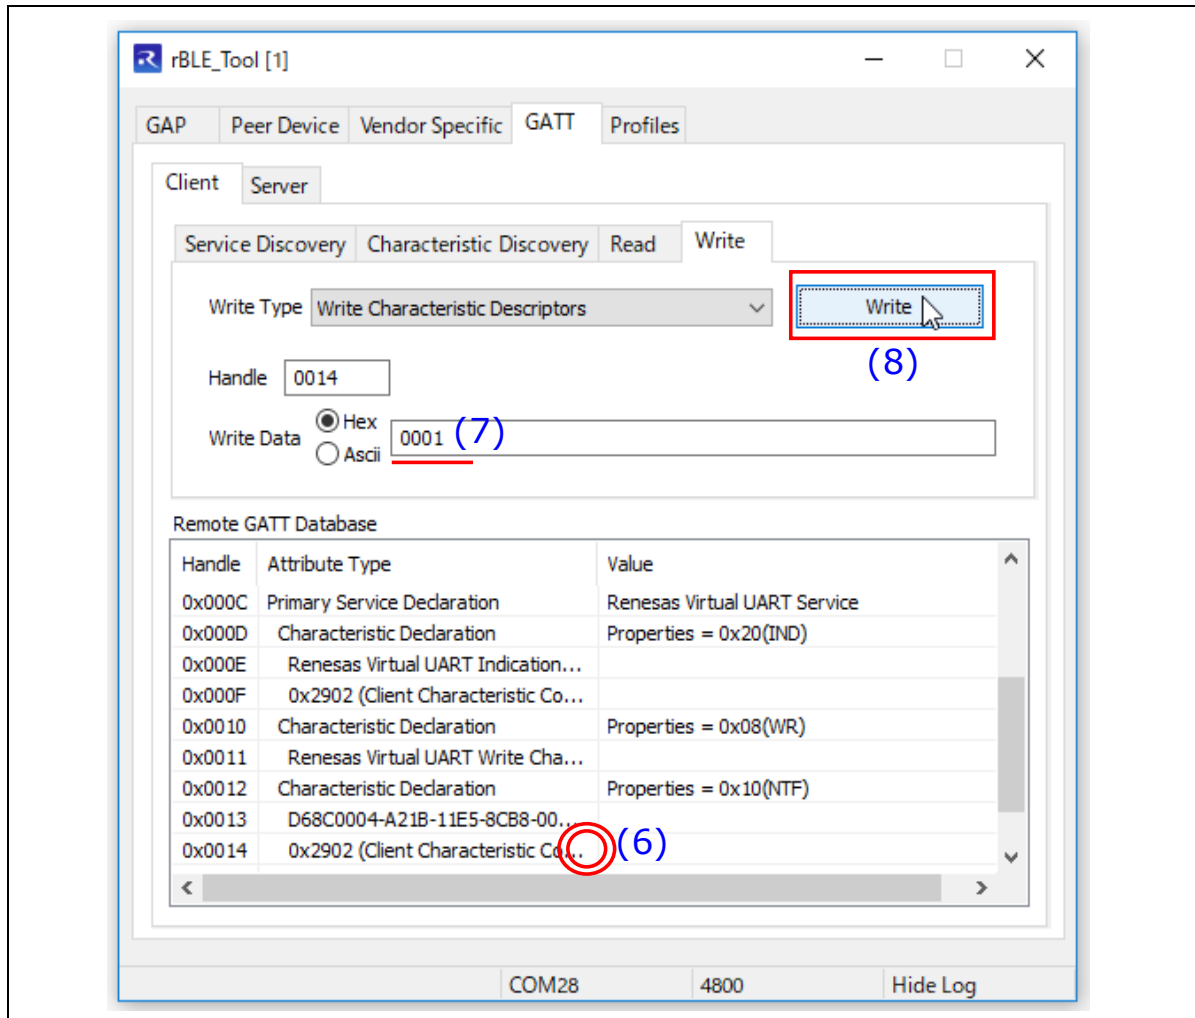 rBLE_Tool [1]
GAP Peer Device Vendor Specific GATT Profiles
Client Server
Service Discovery Characteristic Discovery Read Write
Write Type Write Characteristic Descriptors Write
(8)
Handle 0014
Hex
Write Data 0001 (7)
Ascii
Remote GATT Database
Handle Attribute Type Value
0x000C Primary Service Declaration Renesas Virtual UART Service
0x000D Characteristic Declaration Properties = 0x20(IND)
0x000E Renesas Virtual UART Indication...
0x000F 0x2902 (Client Characteristic Co...
0x0010 Characteristic Declaration Properties = 0x08(WR)
0x0011 Renesas Virtual UART Write Cha...
0x0012 Characteristic Declaration Properties = 0x10(NTF)
0x0013 D68C0004-A21B-11E5-8CB8-00...
0x0014 0x2902 (Client Characteristic Co... (6)
COM28 4800 Hide Log